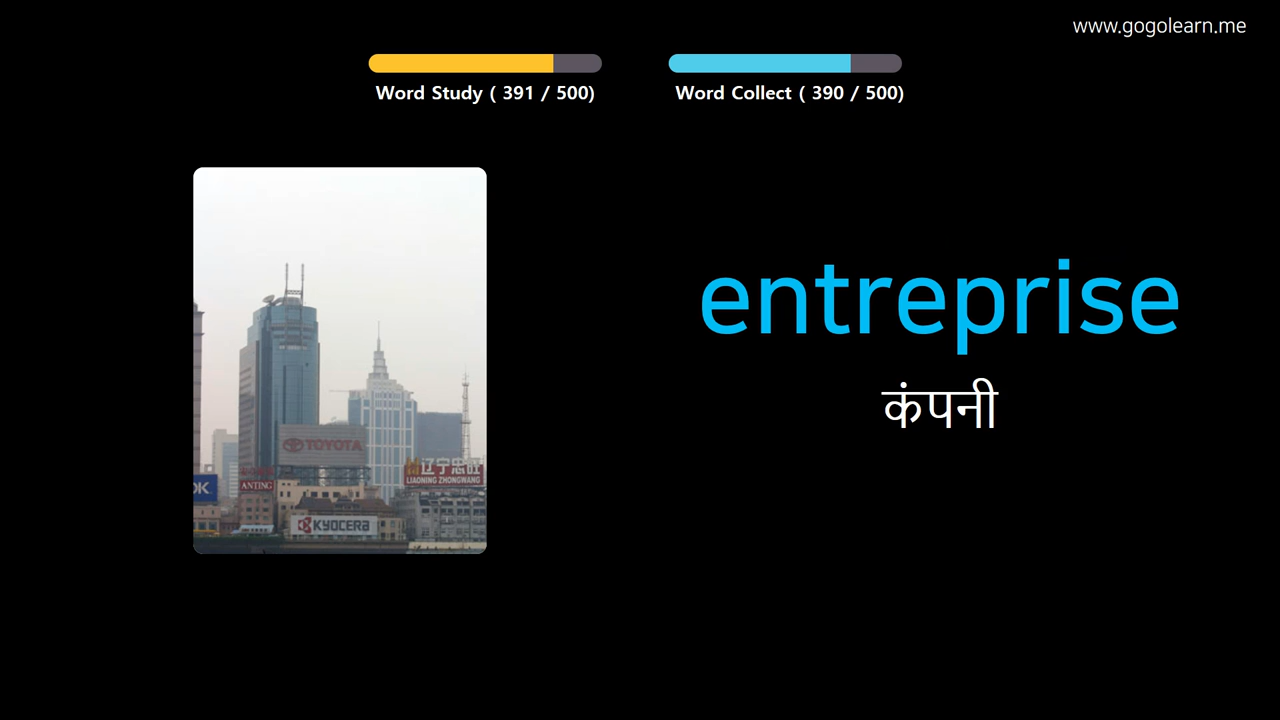 www.gogolearn.me
Word Study ( 391 / 500)
Word Collect ( 390 / 500)
entreprise
कंपनी
TOYOTA
辽宁忠旺
LIAONING ZHONGWANG
OK.
ANTING
KYOCERA